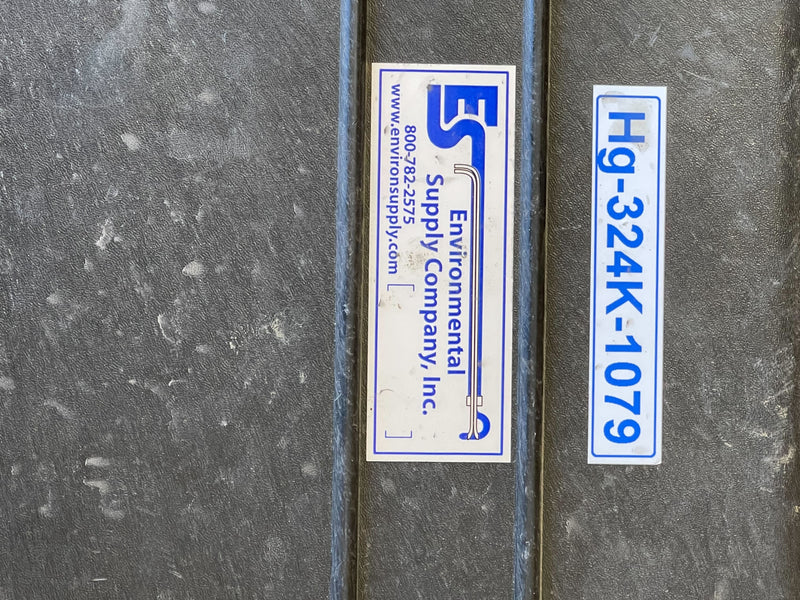 Hg-324K-1079
ES
Environmental
Supply Company, Inc.
800-782-2575
www.environsupply.com
[ ]